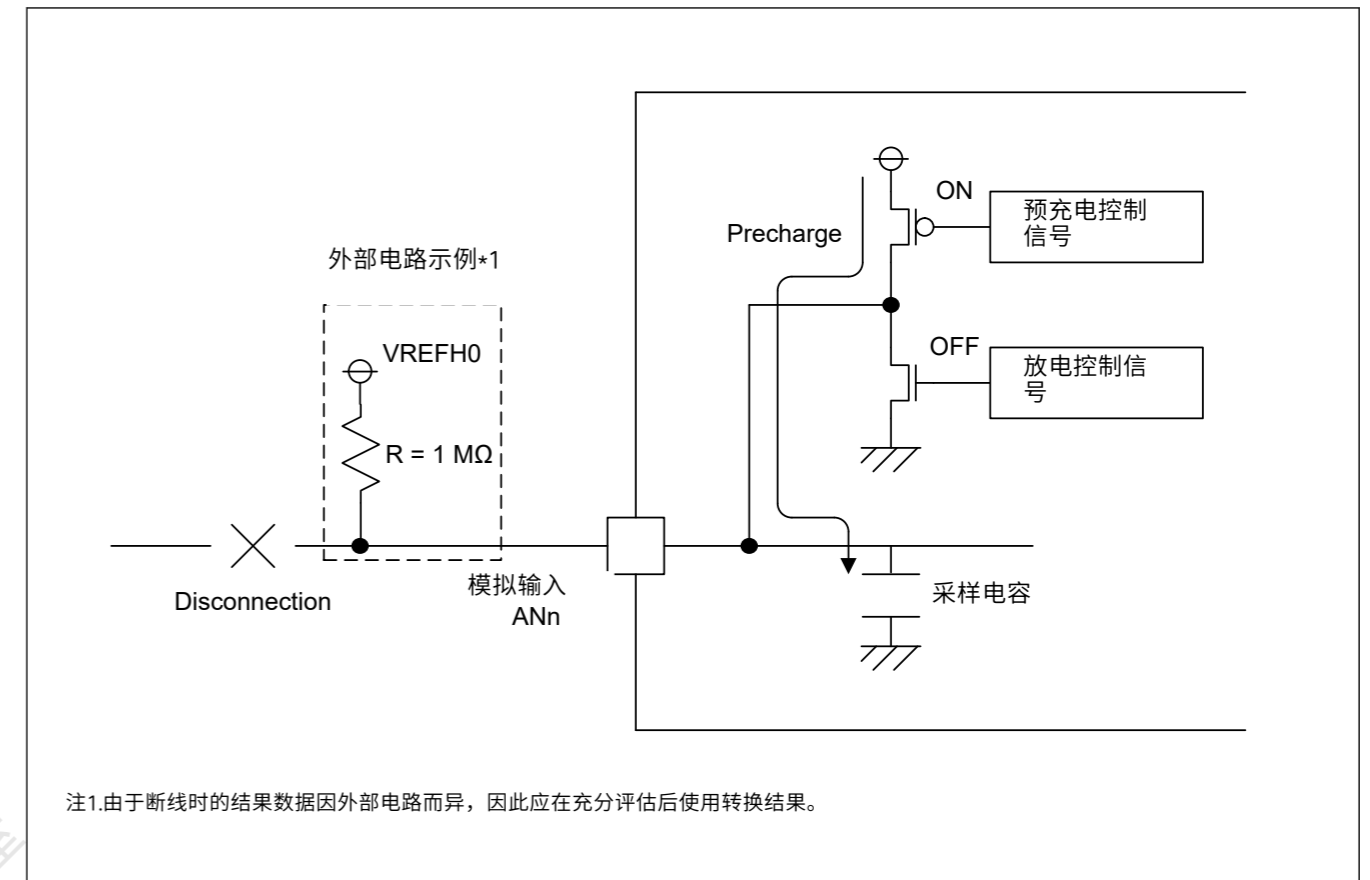 ON
预充电控制
信号
Precharge
外部电路示例*1
VREFH0
OFF
放电控制信
号
R = 1 MΩ
Disconnection
模拟输入
ANn
采样电容
注1.由于断线时的结果数据因外部电路而异，因此应在充分评估后使用转换结果。